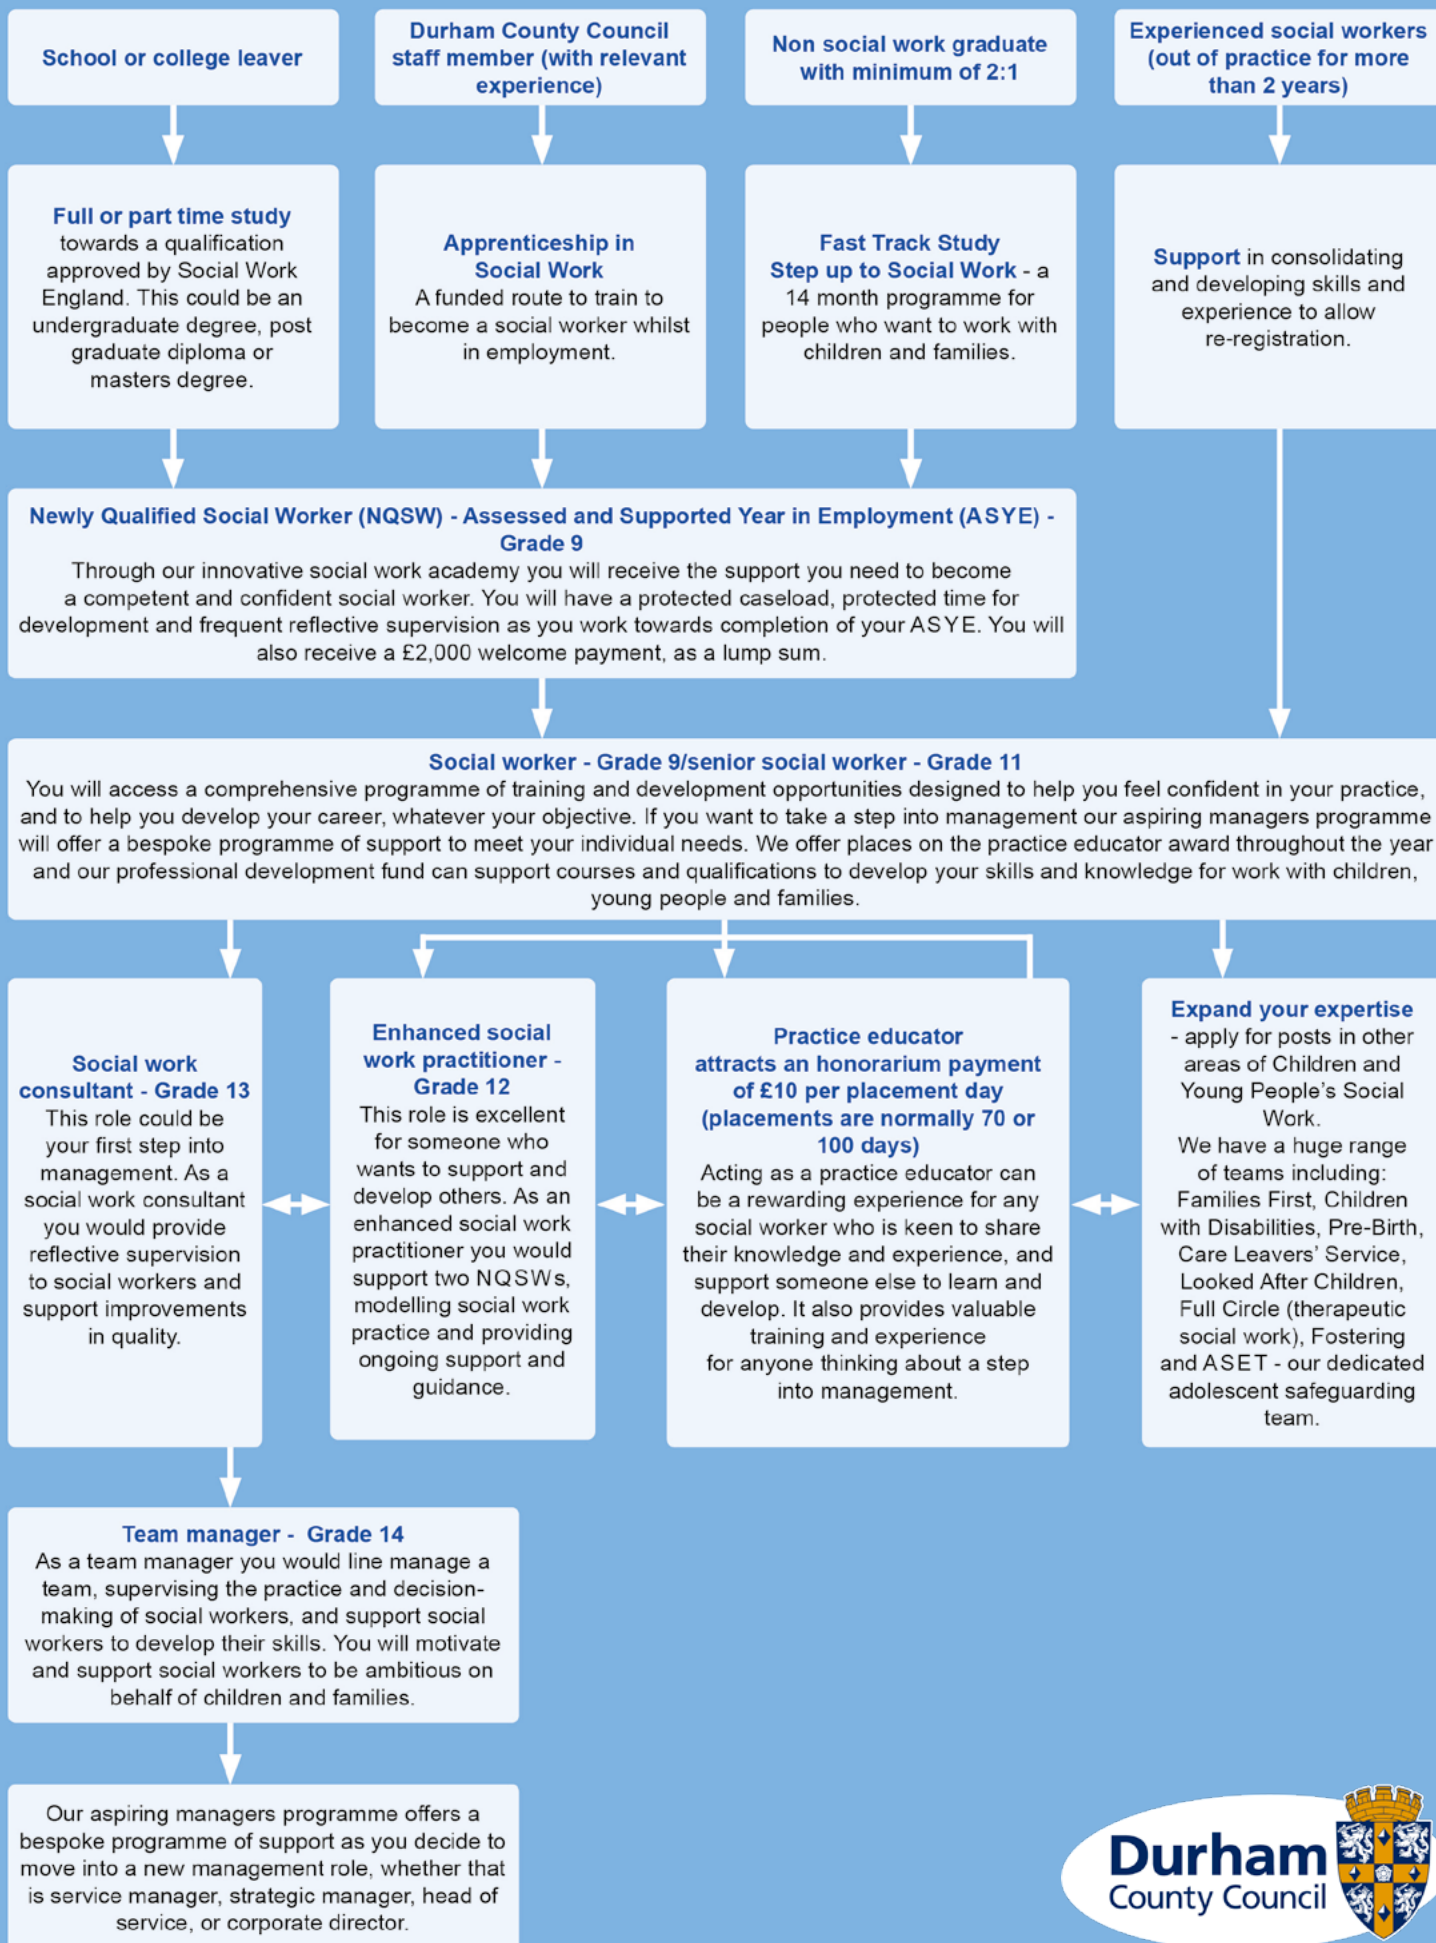 School or college leaver
Durham County Council
staff member (with relevant
experience)
Non social work graduate
with minimum of 2:1
Experienced social workers
(out of practice for more
than 2 years)
Full or part time study
towards a qualification
approved by Social Work
England. This could be an
undergraduate degree, post
graduate diploma or
masters degree.
Apprenticeship in
Social Work
A funded route to train to
become a social worker whilst
in employment.
Fast Track Study
Step up to Social Work - a
14 month programme for
people who want to work with
children and families.
Support in consolidating
and developing skills and
experience to allow
re-registration.
Newly Qualified Social Worker (NQSW) - Assessed and Supported Year in Employment (ASYE) -
Grade 9
Through our innovative social work academy you will receive the support you need to become
a competent and confident social worker. You will have a protected caseload, protected time for
development and frequent reflective supervision as you work towards completion of your ASYE. You will
also receive a £2,000 welcome payment, as a lump sum.
Social worker - Grade 9/senior social worker - Grade 11
You will access a comprehensive programme of training and development opportunities designed to help you feel confident in your practice,
and to help you develop your career, whatever your objective. If you want to take a step into management our aspiring managers programme
will offer a bespoke programme of support to meet your individual needs. We offer places on the practice educator award throughout the year
and our professional development fund can support courses and qualifications to develop your skills and knowledge for work with children,
young people and families.
Social work
consultant - Grade 13
This role could be
your first step into
management. As a
social work consultant
you would provide
reflective supervision
to social workers and
support improvements
in quality.
Enhanced social
work practitioner -
Grade 12
This role is excellent
for someone who
wants to support and
develop others. As an
enhanced social work
practitioner you would
support two NQSWs,
modelling social work
practice and providing
ongoing support and
guidance.
Practice educator
attracts an honorarium payment
of £10 per placement day
(placements are normally 70 or
100 days)
Acting as a practice educator can
be a rewarding experience for any
social worker who is keen to share
their knowledge and experience, and
support someone else to learn and
develop. It also provides valuable
training and experience
for anyone thinking about a step
into management.
Expand your expertise
- apply for posts in other
areas of Children and
Young People's Social
Work.
We have a huge range
of teams including:
Families First, Children
with Disabilities, Pre-Birth,
Care Leavers' Service,
Looked After Children,
Full Circle (therapeutic
social work), Fostering
and ASET - our dedicated
adolescent safeguarding
team.
Team manager - Grade 14
As a team manager you would line manage a
team, supervising the practice and decision-
making of social workers, and support social
workers to develop their skills. You will motivate
and support social workers to be ambitious on
behalf of children and families.
Our aspiring managers programme offers a
bespoke programme of support as you decide to
move into a new management role, whether that
is service manager, strategic manager, head of
service, or corporate director.
Durham
County Council